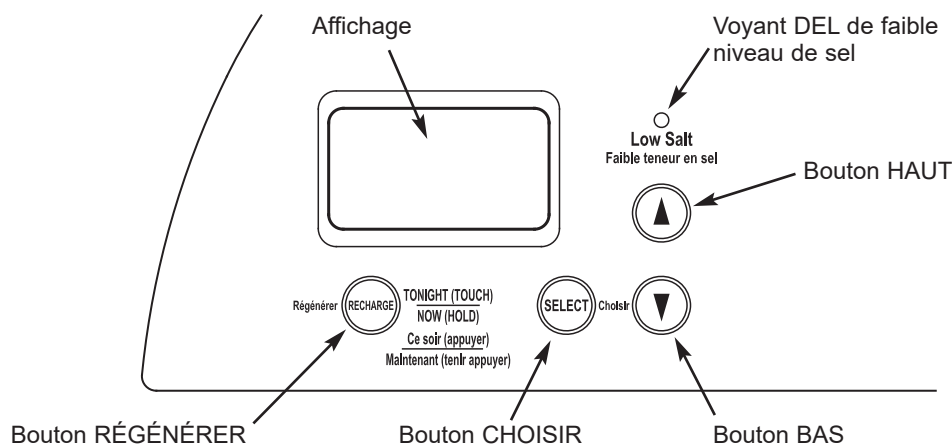 Affichage
Voyant DEL de faible
niveau de sel
Low Salt
Faible teneur en sel
Bouton HAUT
Régénérer
RECHARGE
TONIGHT (TOUCH)
NOW (HOLD)
Ce soir (appuyer)
Maintenant (tenir appuyer)
SELECT
Choisir
Bouton RÉGÉNÉRER
Bouton CHOISIR
Bouton BAS